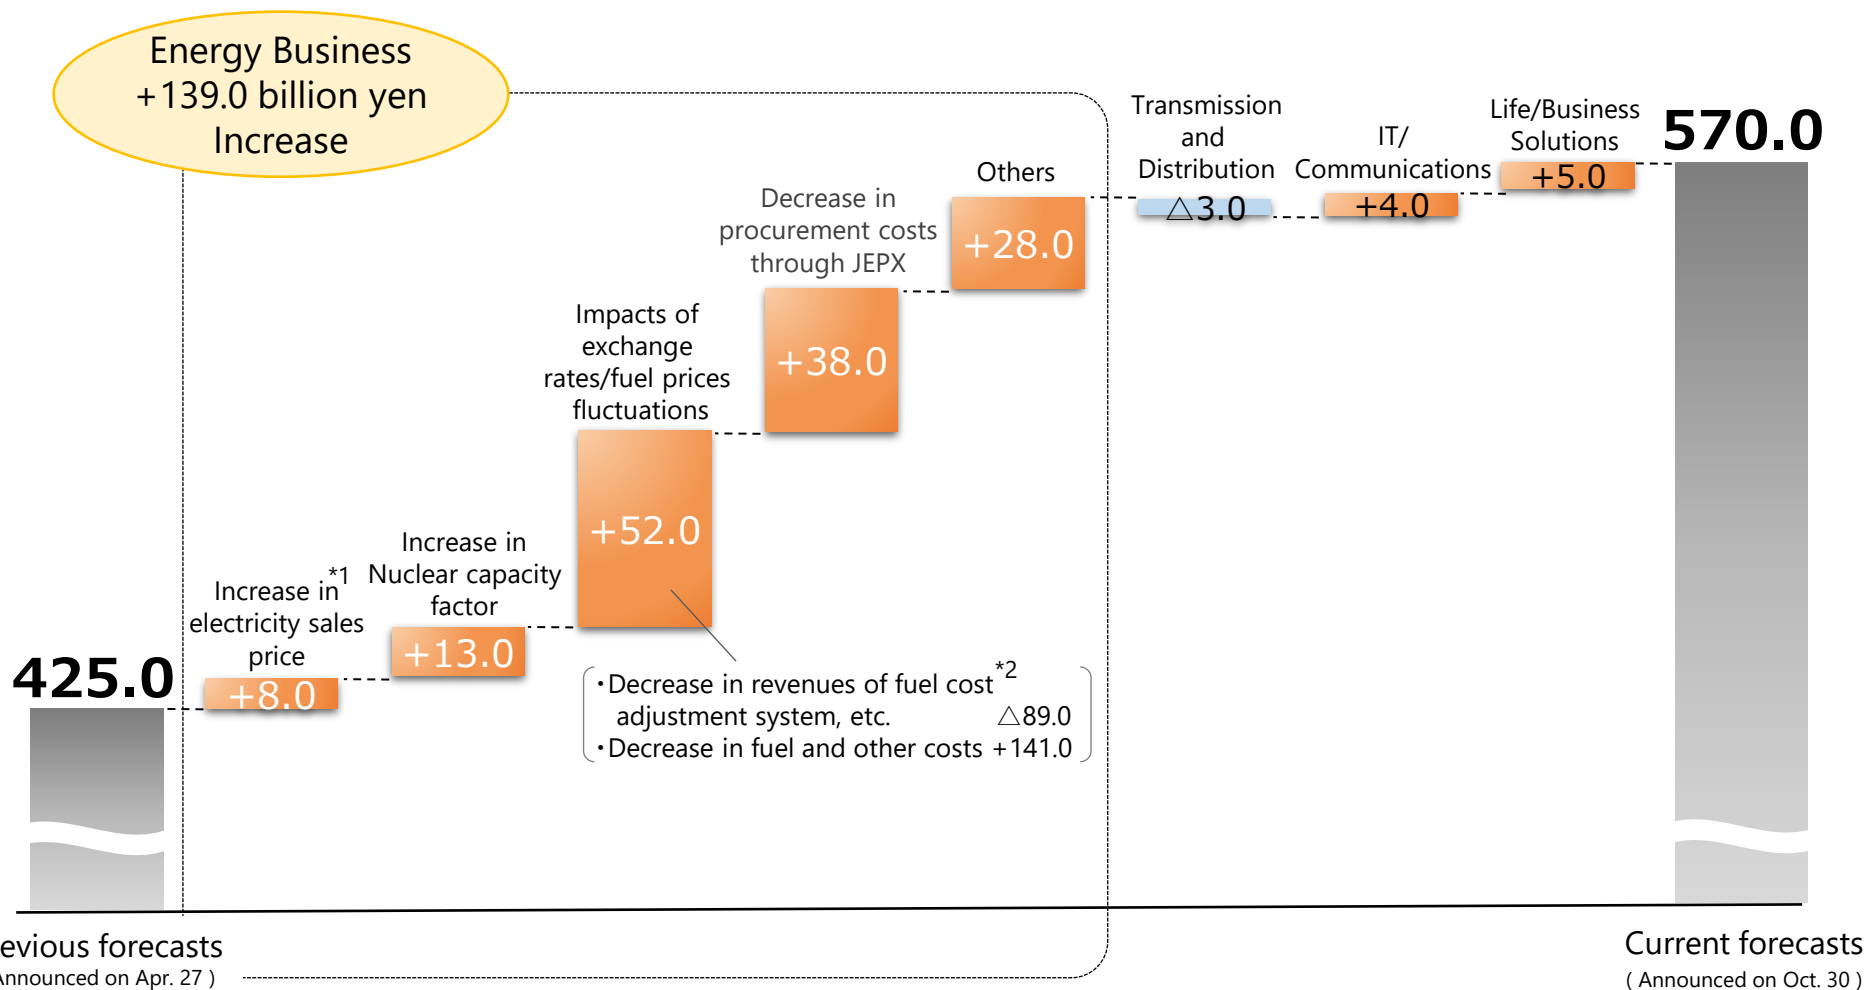 Energy Business
+139.0 billion yen
Increase
425.0
Increase in*1
electricity sales
price
+8.0
Increase in
Nuclear capacity
factor
+13.0
Impacts of
exchange
rates/fuel prices
fluctuations
+52.0
・Decrease in revenues of fuel cost*2
adjustment system, etc. △89.0
・Decrease in fuel and other costs +141.0
Decrease in
procurement costs
through JEPX
+38.0
Others
+28.0
Transmission
and
Distribution
△3.0
IT/
Communications
+4.0
Life/Business
Solutions
+5.0
570.0
evious forecasts
Announced on Apr. 27 )
Current forecasts
( Announced on Oct. 30 )